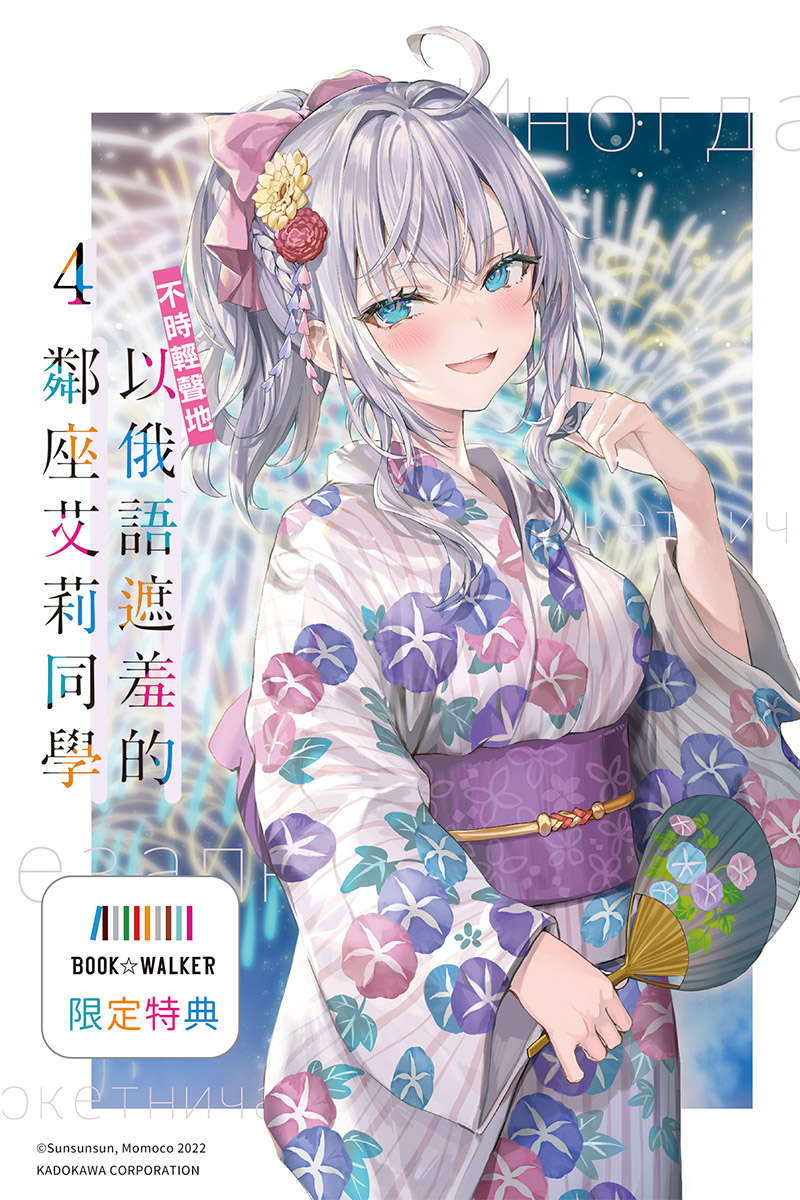 Иногда
4
不時輕聲地
以俄語遮羞的
鄰座艾莉同學
кетнич
езапн
BOOK☆WALKER
限定特典
окетнича
©Sunsunsun, Momoco 2022
KADOKAWA CORPORATION